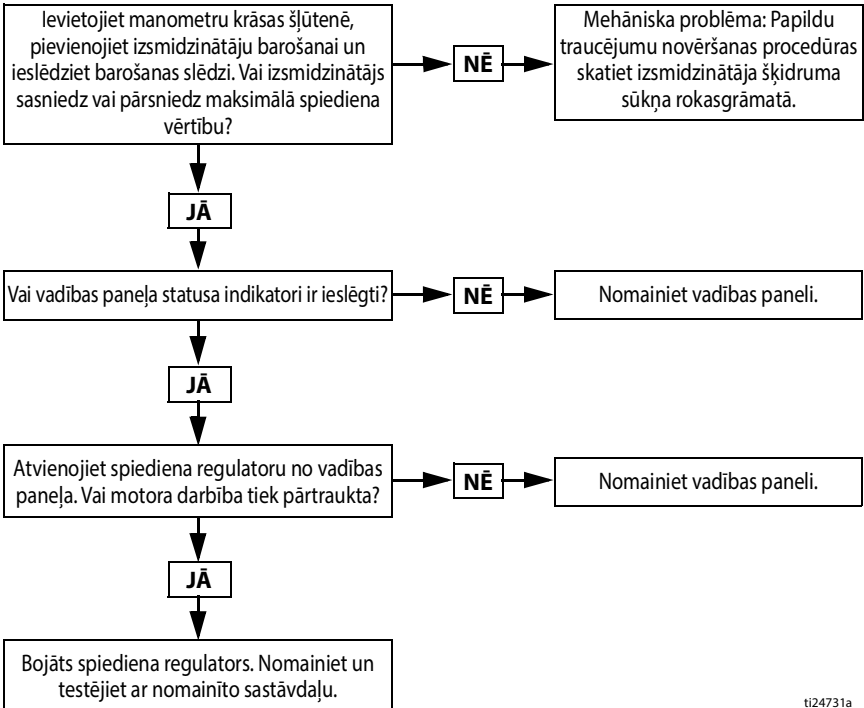 Ievietojiet manometru krāsas šļūtenē,
pievienojiet izsmidzinātāju barošanai un
ieslēdziet barošanas slēdzi. Vai izsmidzinātājs
sasniedz vai pārsniedz maksimālā spiediena
vērtību?
NĒ
Mehāniska problēma: Papildu
traucējumu novēršanas procedūras
skatiet izsmidzinātāja šķidruma
sūkņa rokasgrāmatā.
JĀ
Vai vadības paneļa statusa indikatori ir ieslēgti?
NĒ
Nomainiet vadības paneli.
JĀ
Atvienojiet spiediena regulatoru no vadības
paneļa. Vai motora darbība tiek pārtraukta?
NĒ
Nomainiet vadības paneli.
JĀ
Bojāts spiediena regulators. Nomainiet un
testējiet ar nomainīto sastāvdaļu.
ti24731a